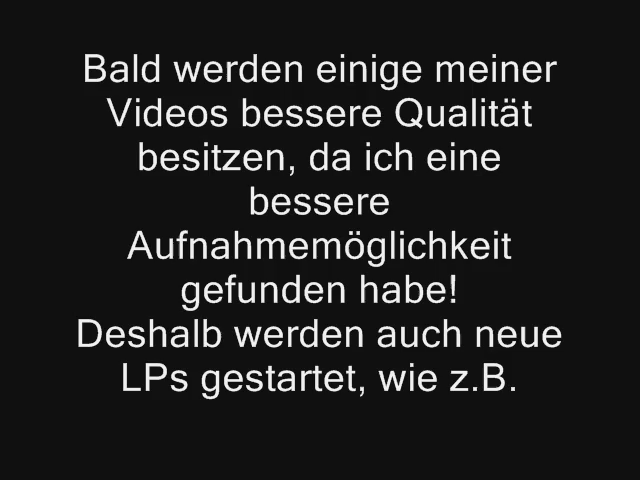 Bald werden einige meiner
Videos bessere Qualität
besitzen, da ich eine
bessere
Aufnahmemöglichkeit
gefunden habe!
Deshalb werden auch neue
LPs gestartet, wie z.B.